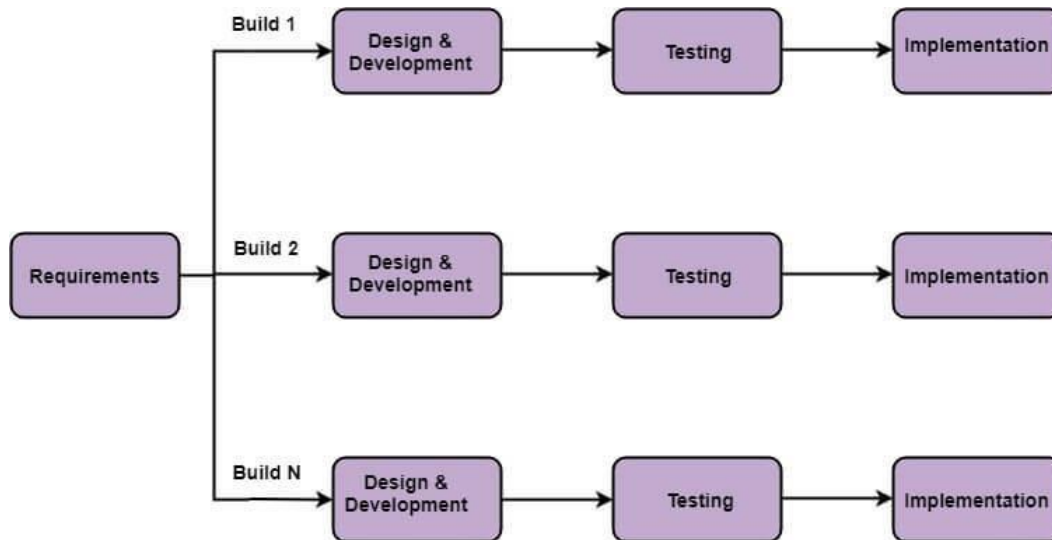 Build 1
Design &
Development
Testing
Implementation
Requirements
Build 2
Design &
Development
Testing
Implementation
Build N
Design &
Development
Testing
Implementation